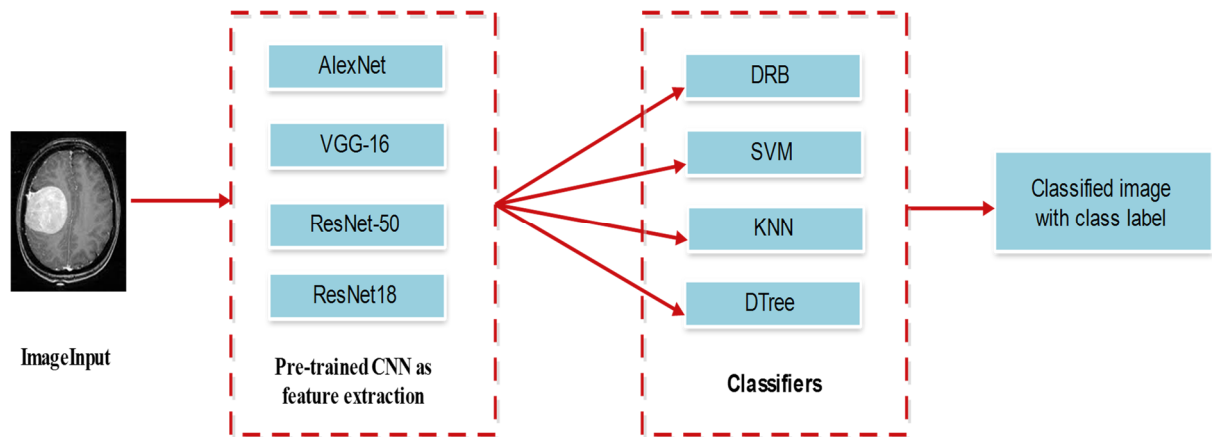 ImageInput
AlexNet
VGG-16
ResNet-50
ResNet18
Pre-trained CNN as
feature extraction
DRB
SVM
KNN
DTree
Classifiers
Classified image
with class label